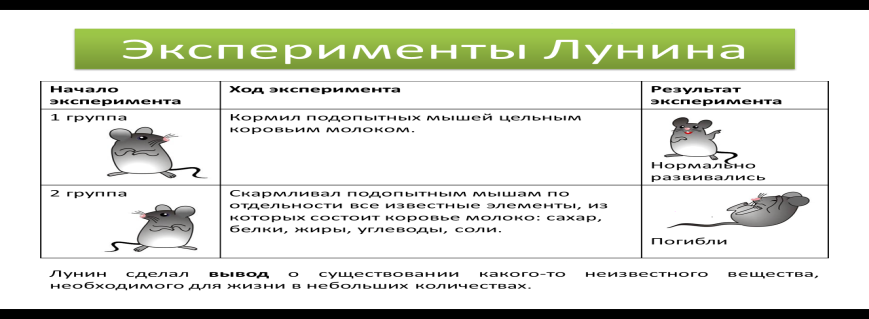 Эксперименты Лунина
Начало
эксперимента
Ход эксперимента
Результат
эксперимента
1 группа
Кормил подопытных мышей цельным
коровьим молоком.
Нормально
развивались
2 группа
Скармливал подопытным мышам по
отдельности все известные элементы, из
которых состоит коровье молоко: сахар,
белки, жиры, углеводы, соли.
Погибли
Лунин сделал вывод о существовании какого-то неизвестного вещества,
необходимого для жизни в небольших количествах.